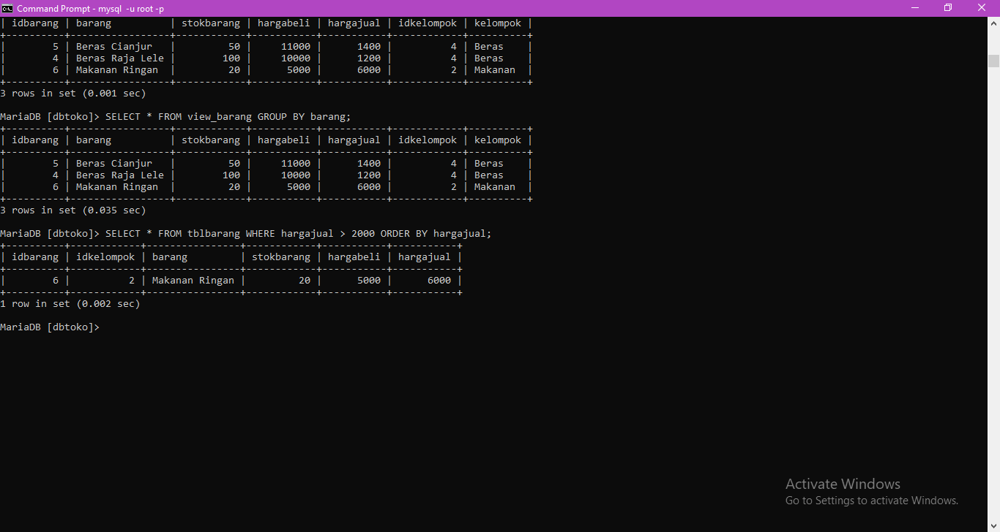 Command Prompt - mysql -u root -p
| idbarang | barang          | stokbarang | hargabeli | hargajual | idkelompok | kelompok |
+----------+-----------------+------------+-----------+-----------+------------+----------+
|        5 | Beras Cianjur   |         50 |     11000 |      1400 |          4 | Beras    |
|        4 | Beras Raja Lele |        100 |     10000 |      1200 |          4 | Beras    |
|        6 | Makanan Ringan  |         20 |      5000 |      6000 |          2 | Makanan  |
+----------+-----------------+------------+-----------+-----------+------------+----------+
3 rows in set (0.001 sec)
MariaDB [dbtoko]> SELECT * FROM view_barang GROUP BY barang;
+----------+-----------------+------------+-----------+-----------+------------+----------+
| idbarang | barang          | stokbarang | hargabeli | hargajual | idkelompok | kelompok |
+----------+-----------------+------------+-----------+-----------+------------+----------+
|        5 | Beras Cianjur   |         50 |     11000 |      1400 |          4 | Beras    |
|        4 | Beras Raja Lele |        100 |     10000 |      1200 |          4 | Beras    |
|        6 | Makanan Ringan  |         20 |      5000 |      6000 |          2 | Makanan  |
+----------+-----------------+------------+-----------+-----------+------------+----------+
3 rows in set (0.035 sec)
MariaDB [dbtoko]> SELECT * FROM tblbarang WHERE hargajual > 2000 ORDER BY hargajual;
+----------+------------+----------------+------------+-----------+-----------+
| idbarang | idkelompok | barang         | stokbarang | hargabeli | hargajual |
+----------+------------+----------------+------------+-----------+-----------+
|        6 |          2 | Makanan Ringan |         20 |      5000 |      6000 |
+----------+------------+----------------+------------+-----------+-----------+
1 row in set (0.002 sec)
MariaDB [dbtoko]>
Activate Windows
Go to Settings to activate Windows.